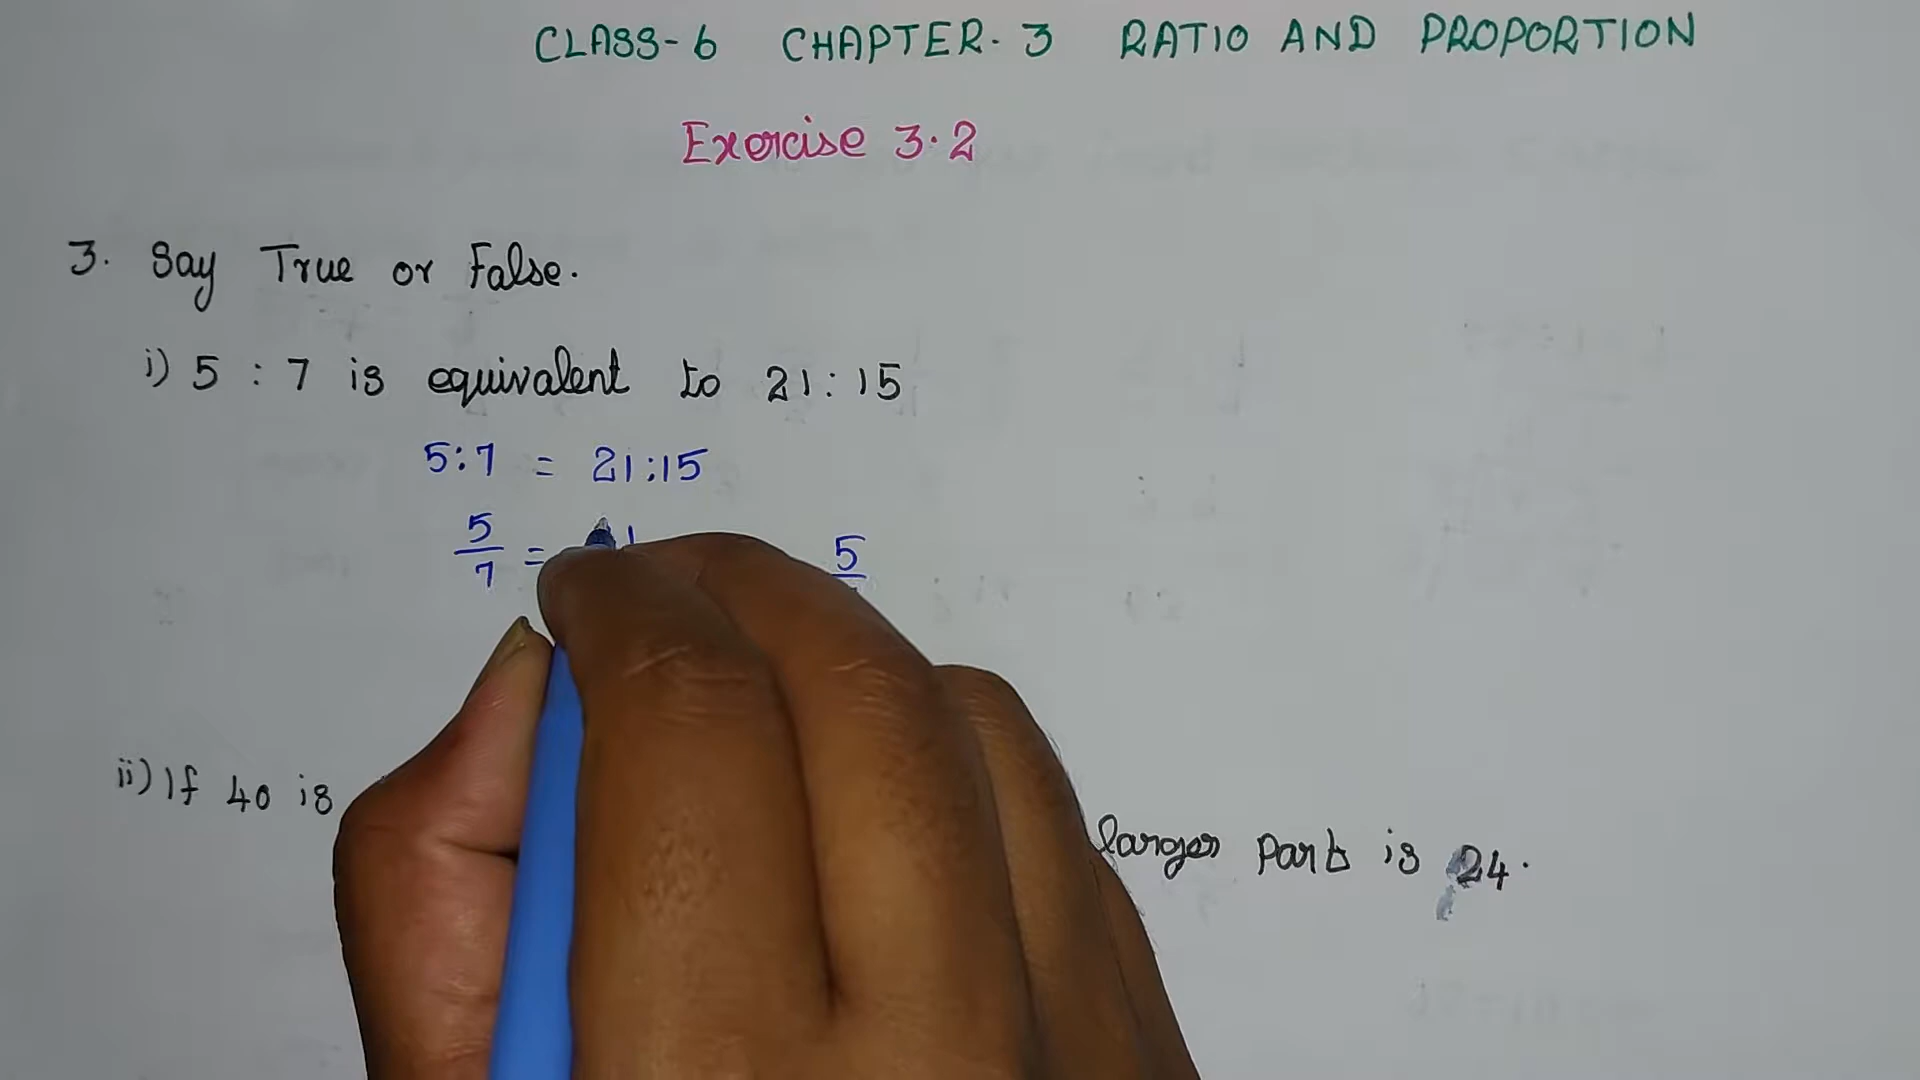 CLASS-6 CHAPTER-3 RATIO AND PROPORTION
Exercise 3.2
3. Say True or False.
i) 5 : 7 is equivalent to 21:15
5:7 = 21:15
5/7 =
5
ii) If 40 is
larger part is 24.